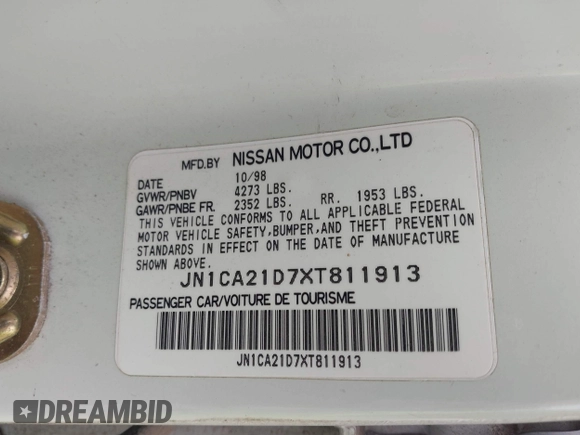 MFD.BY NISSAN MOTOR CO.,LTD
DATE 10/98
GVWR/PNBV 4273 LBS.
GAWR/PNBE FR. 2352 LBS. RR. 1953 LBS.
THIS VEHICLE CONFORMS TO ALL APPLICABLE FEDERAL
MOTOR VEHICLE SAFETY,BUMPER,AND THEFT PREVENTION
STANDARDS IN EFFECT ON THE DATE OF MANUFACTURE
SHOWN ABOVE.
JN1CA21D7XT811913
PASSENGER CAR/VOITURE DE TOURISME
JN1CA21D7XT811913
DREAMBID